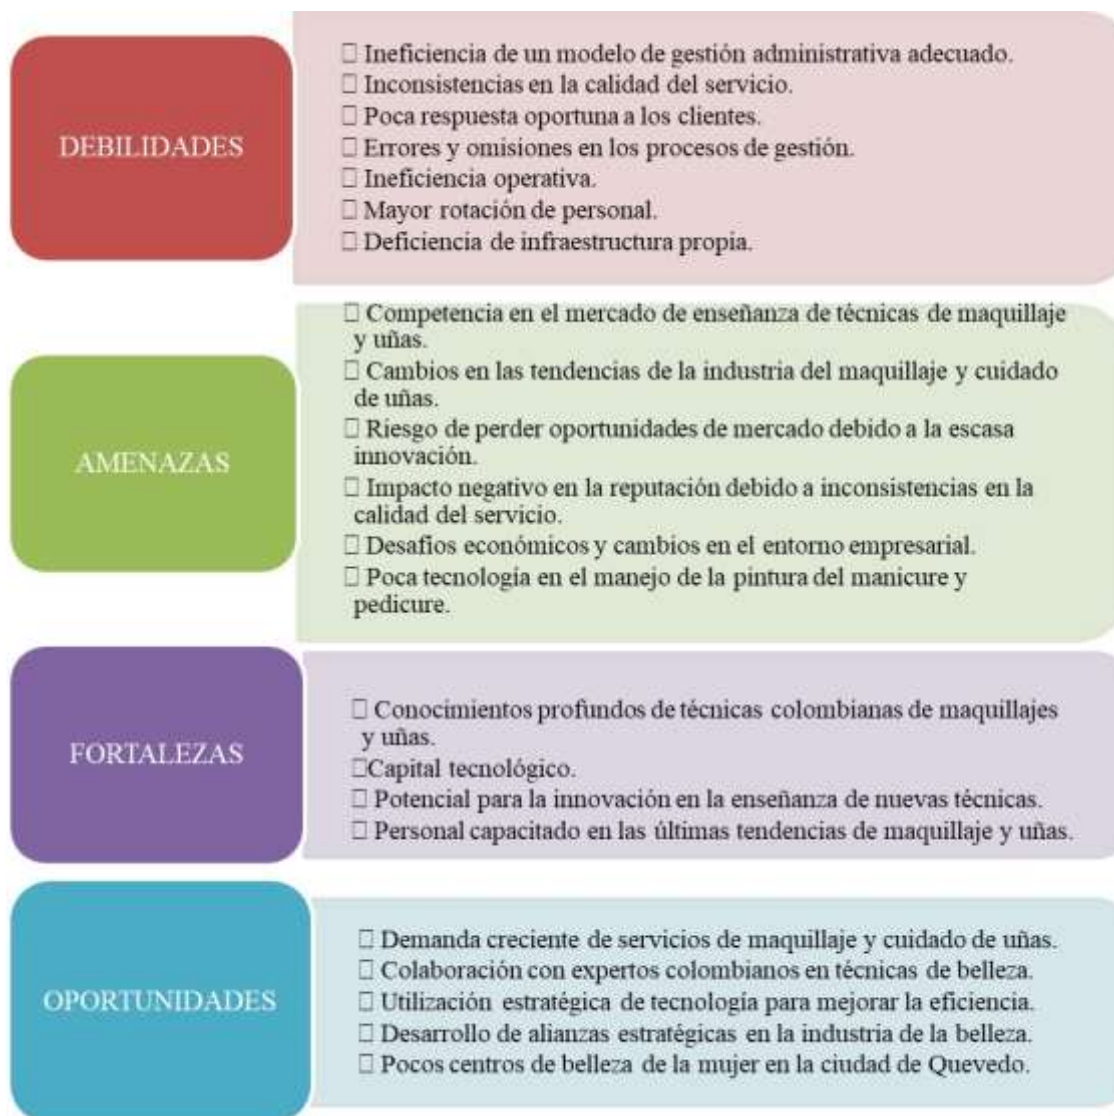 DEBILIDADES
□ Ineficiencia de un modelo de gestión administrativa adecuado.
□ Inconsistencias en la calidad del servicio.
□ Poca respuesta oportuna a los clientes.
□ Errores y omisiones en los procesos de gestión.
□ Ineficiencia operativa.
□ Mayor rotación de personal.
□ Deficiencia de infraestructura propia.
AMENAZAS
□ Competencia en el mercado de enseñanza de técnicas de maquillaje
y uñas.
□ Cambios en las tendencias de la industria del maquillaje y cuidado
de uñas.
□ Riesgo de perder oportunidades de mercado debido a la escasa
innovación.
□ Impacto negativo en la reputación debido a inconsistencias en la
calidad del servicio.
□ Desafíos económicos y cambios en el entorno empresarial.
□ Poca tecnología en el manejo de la pintura del manicure y
pedicure.
FORTALEZAS
□ Conocimientos profundos de técnicas colombianas de maquillajes
y uñas.
□Capital tecnológico.
□ Potencial para la innovación en la enseñanza de nuevas técnicas.
□ Personal capacitado en las últimas tendencias de maquillaje y uñas.
OPORTUNIDADES
□ Demanda creciente de servicios de maquillaje y cuidado de uñas.
□ Colaboración con expertos colombianos en técnicas de belleza.
□ Utilización estratégica de tecnología para mejorar la eficiencia.
□ Desarrollo de alianzas estratégicas en la industria de la belleza.
□ Pocos centros de belleza de la mujer en la ciudad de Quevedo.